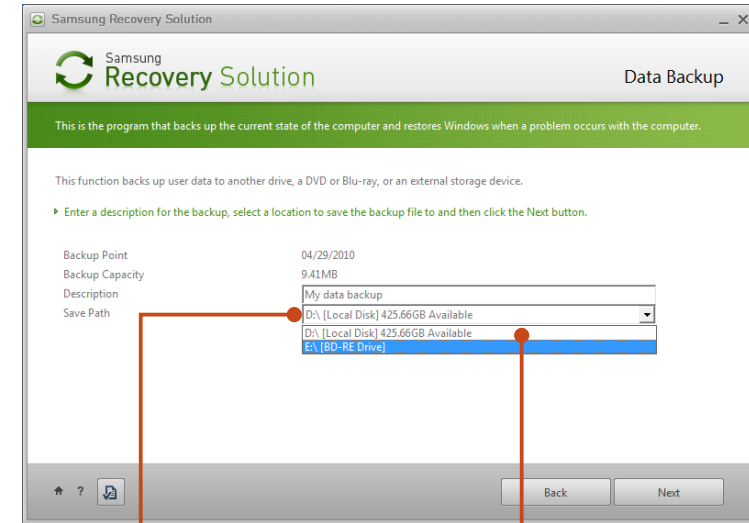 Samsung Recovery Solution
Samsung
Recovery Solution
Data Backup
This is the program that backs up the current state of the computer and restores Windows when a problem occurs with the computer.
This function backs up user data to another drive, a DVD or Blu-ray, or an external storage device.
Enter a description for the backup, select a location to save the backup file to and then click the Next button.
Backup Point 04/29/2010
Backup Capacity 9.41MB
Description My data backup
Save Path D:\ [Local Disk] 425.66GB Available
D:\ [Local Disk] 425.66GB Available
E:\ [BD-RE Drive]
? Back Next